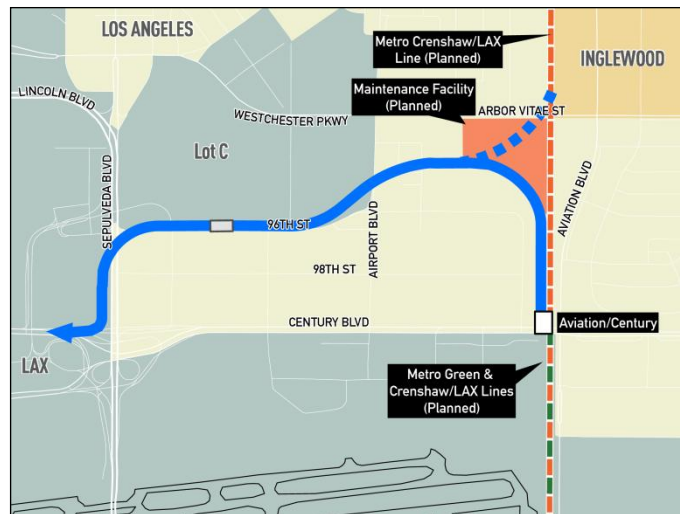 LOS ANGELES
Metro Crenshaw/LAX
Line (Planned)
INGLEWOOD
Maintenance Facility
(Planned)
LINCOLN BLVD
WESTCHESTER PKWY
ARBOR VITAE ST
Lot C
SEPULVEDA BLVD
96TH ST
AIRPORT BLVD
AVIATION BLVD
98TH ST
CENTURY BLVD
Aviation/Century
LAX
Metro Green &
Crenshaw/LAX Lines
(Planned)